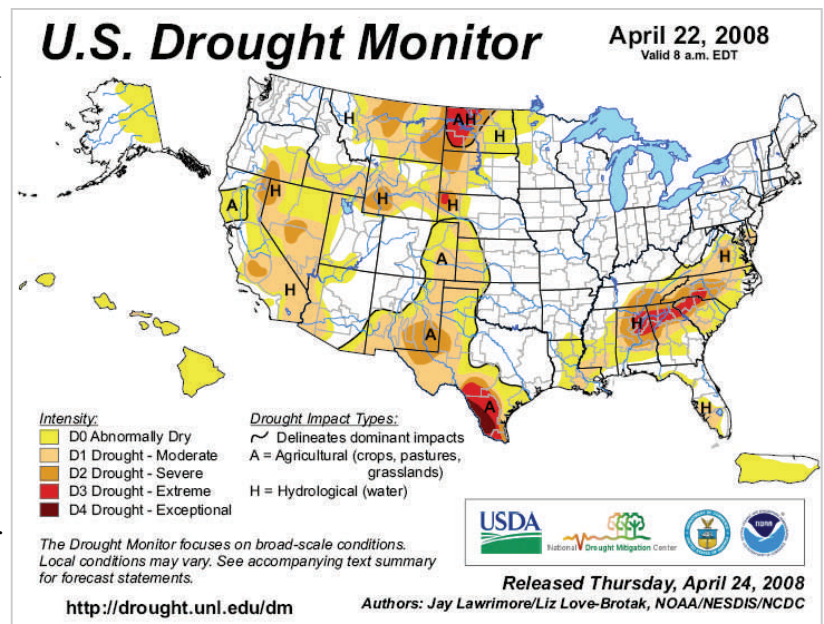 U.S. Drought Monitor
April 22, 2008
Valid 8 a.m. EDT
H
AH
H
A
H
H
H
A
H
H
A
H
A
H
A
Intensity:
D0 Abnormally Dry
D1 Drought - Moderate
D2 Drought - Severe
D3 Drought - Extreme
D4 Drought - Exceptional
Drought Impact Types:
Delineates dominant impacts
A = Agricultural (crops, pastures,
grasslands)
H = Hydrological (water)
The Drought Monitor focuses on broad-scale conditions.
Local conditions may vary. See accompanying text summary
for forecast statements.
http://drought.unl.edu/dm
USDA
National Drought Mitigation Center
NOAA
Released Thursday, April 24, 2008
Authors: Jay Lawrimore/Liz Love-Brotak, NOAA/NESDIS/NCDC